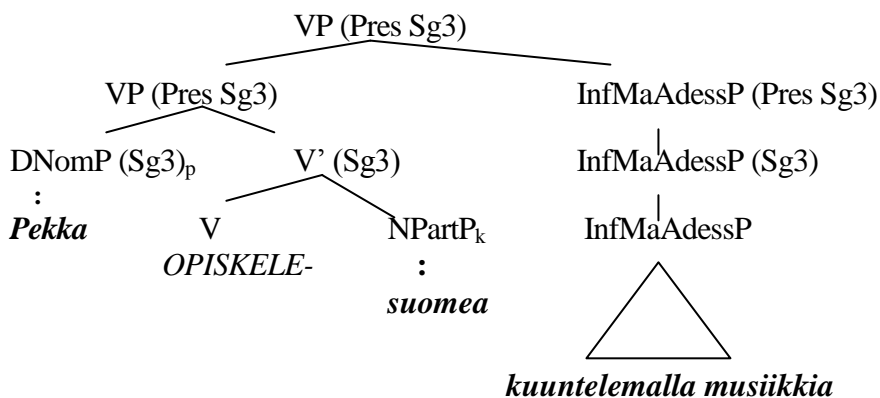 VP (Pres Sg3)
VP (Pres Sg3) InfMaAdessP (Pres Sg3)
DNomP (Sg3)p V’ (Sg3) InfMaAdessP (Sg3)
:
Pekka V NPartPk InfMaAdessP
OPISKELE- :
suomea
kuuntelemalla musiikkia